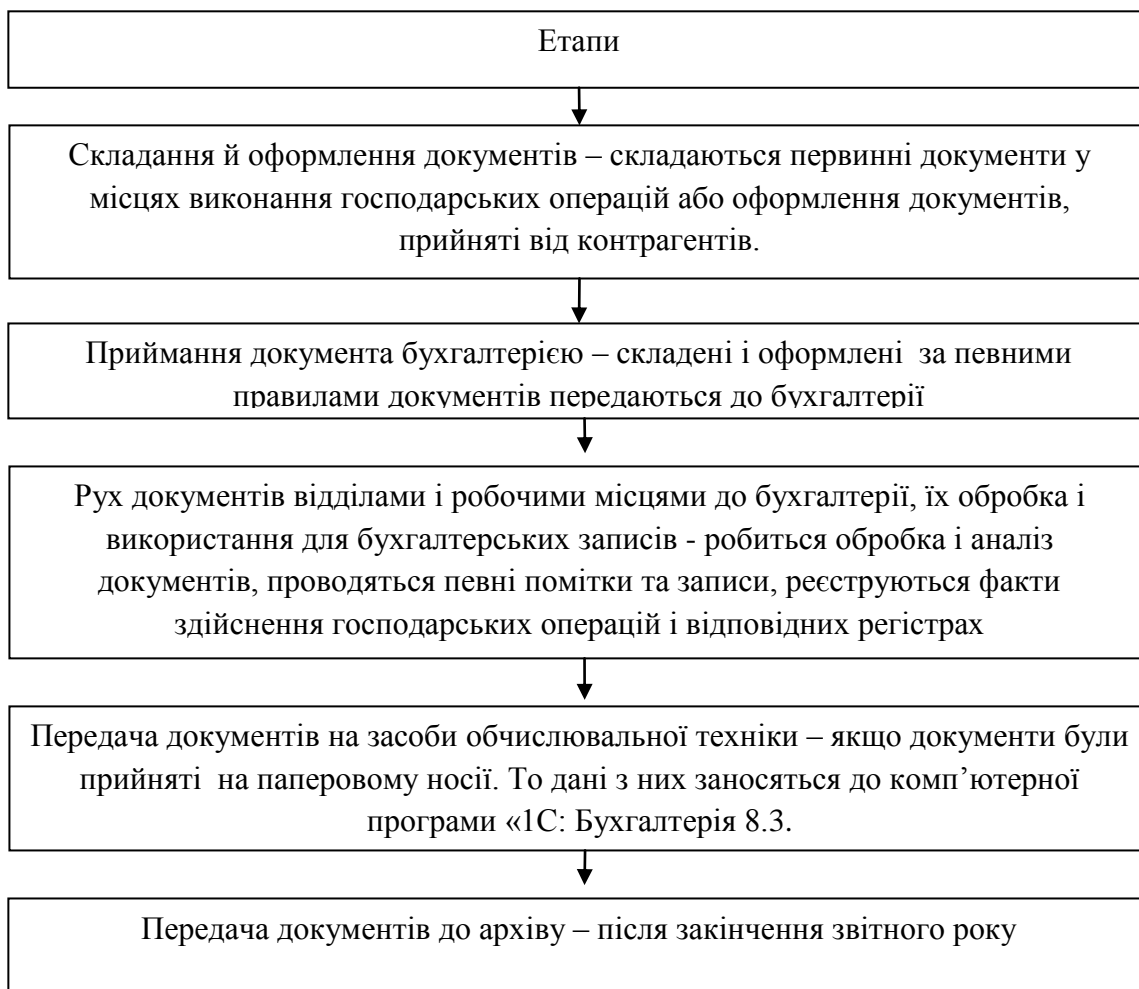 Етапи
Складання й оформлення документів – складаються первинні документи у
місцях виконання господарських операцій або оформлення документів,
прийняті від контрагентів.
Приймання документа бухгалтерією – складені і оформлені за певними
правилами документів передаються до бухгалтерії
Рух документів відділами і робочими місцями до бухгалтерії, їх обробка і
використання для бухгалтерських записів - робиться обробка і аналіз
документів, проводяться певні помітки та записи, реєструються факти
здійснення господарських операцій і відповідних регістрах
Передача документів на засоби обчислювальної техніки – якщо документи були
прийняті на паперовому носії. То дані з них заносяться до комп’ютерної
програми «1С: Бухгалтерія 8.3.
Передача документів до архіву – після закінчення звітного року